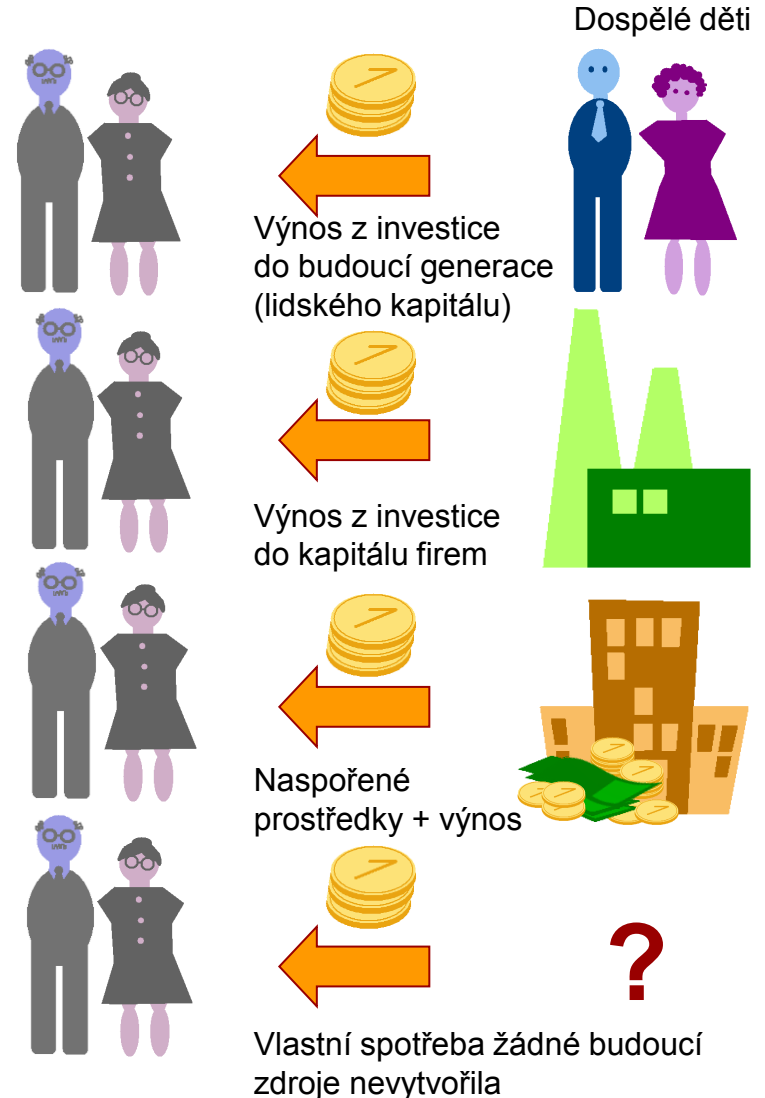 Dospělé děti
Výnos z investice
do budoucí generace
(lidského kapitálu)
Výnos z investice
do kapitálu firem
Naspořené
prostředky + výnos
?
Vlastní spotřeba žádné budoucí
zdroje nevytvořila